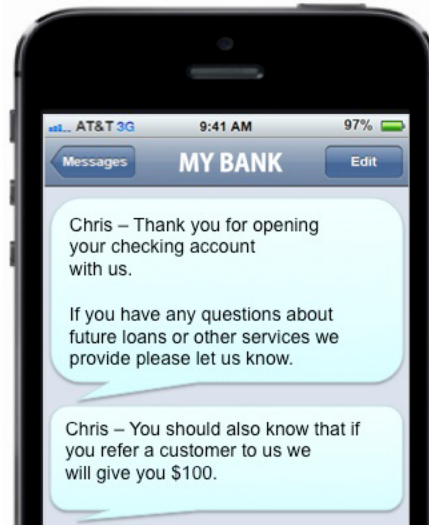 AT&T 3G 9:41 AM 97%
Messages MY BANK Edit
Chris – Thank you for opening
your checking account
with us.
If you have any questions about
future loans or other services we
provide please let us know.
Chris – You should also know that if
you refer a customer to us we
will give you $100.